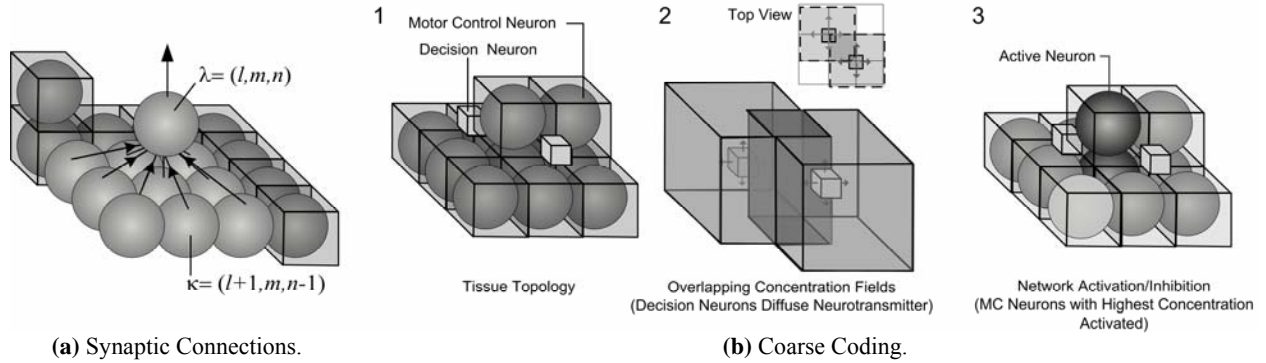 λ= (l,m,n)
κ= (l+1,m,n-1)
(a) Synaptic Connections.
1
Motor Control Neuron
Decision Neuron
Tissue Topology
2
Top View
Overlapping Concentration Fields
(Decision Neurons Diffuse Neurotransmitter)
3
Active Neuron
Network Activation/Inhibition
(MC Neurons with Highest Concentration
Activated)
(b) Coarse Coding.